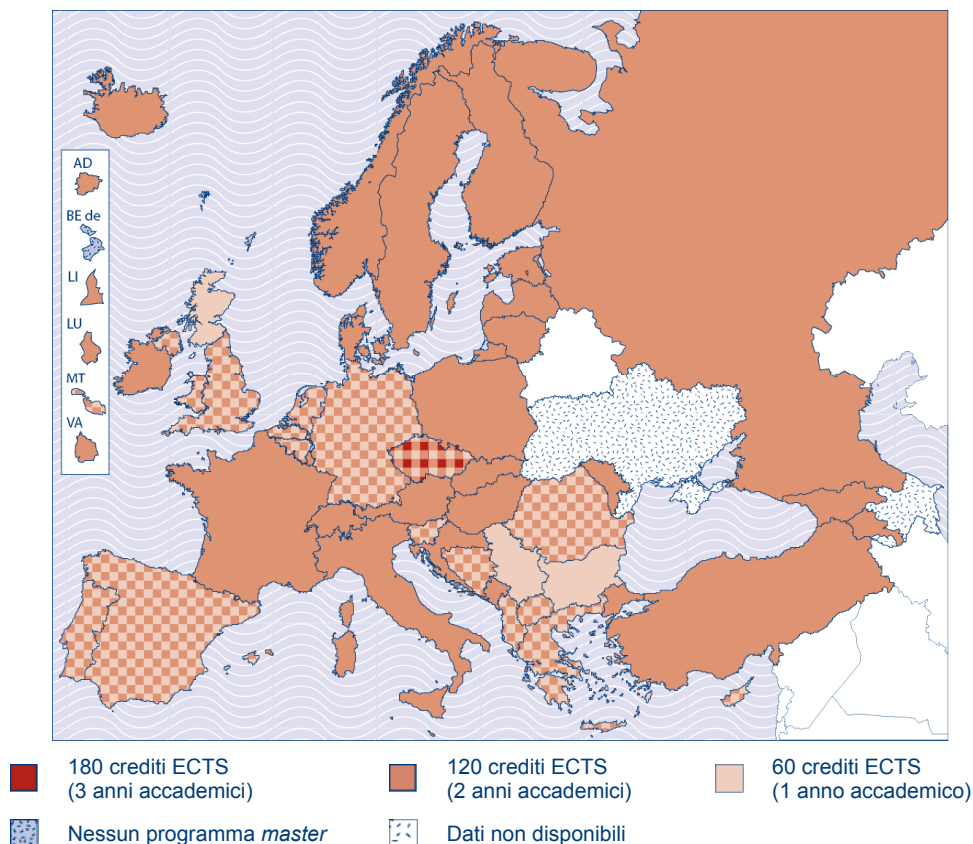 AD
BE de
LI
LU
MT
VA
180 crediti ECTS
(3 anni accademici)
120 crediti ECTS
(2 anni accademici)
60 crediti ECTS
(1 anno accademico)
Nessun programma master
Dati non disponibili